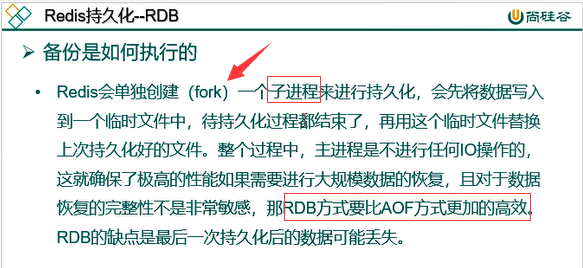 Redis持久化--RDB
尚硅谷
备份是如何执行的
Redis会单独创建（fork）一个子进程来进行持久化，会先将数据写入
到一个临时文件中，待持久化过程都结束了，再用这个临时文件替换
上次持久化好的文件。整个过程中，主进程是不进行任何IO操作的，
这就确保了极高的性能如果需要进行大规模数据的恢复，且对于数据
恢复的完整性不是非常敏感，那RDB方式要比AOF方式更加的高效。
RDB的缺点是最后一次持久化后的数据可能丢失。